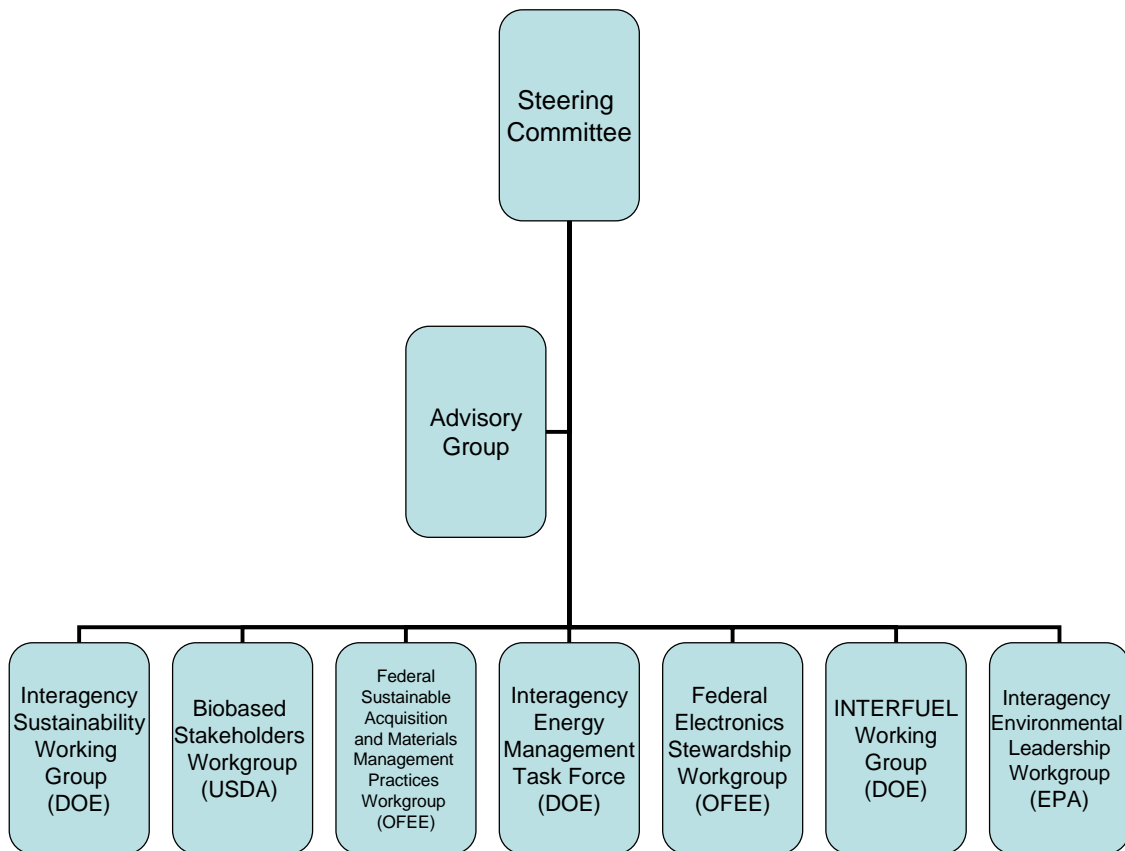 Steering
Committee
Advisory
Group
Interagency
Sustainability
Working
Group
(DOE)
Biobased
Stakeholders
Workgroup
(USDA)
Federal
Sustainable
Acquisition
and Materials
Management
Practices
Workgroup
(OFEE)
Interagency
Energy
Management
Task Force
(DOE)
Federal
Electronics
Stewardship
Workgroup
(OFEE)
INTERFUEL
Working
Group
(DOE)
Interagency
Environmental
Leadership
Workgroup
(EPA)